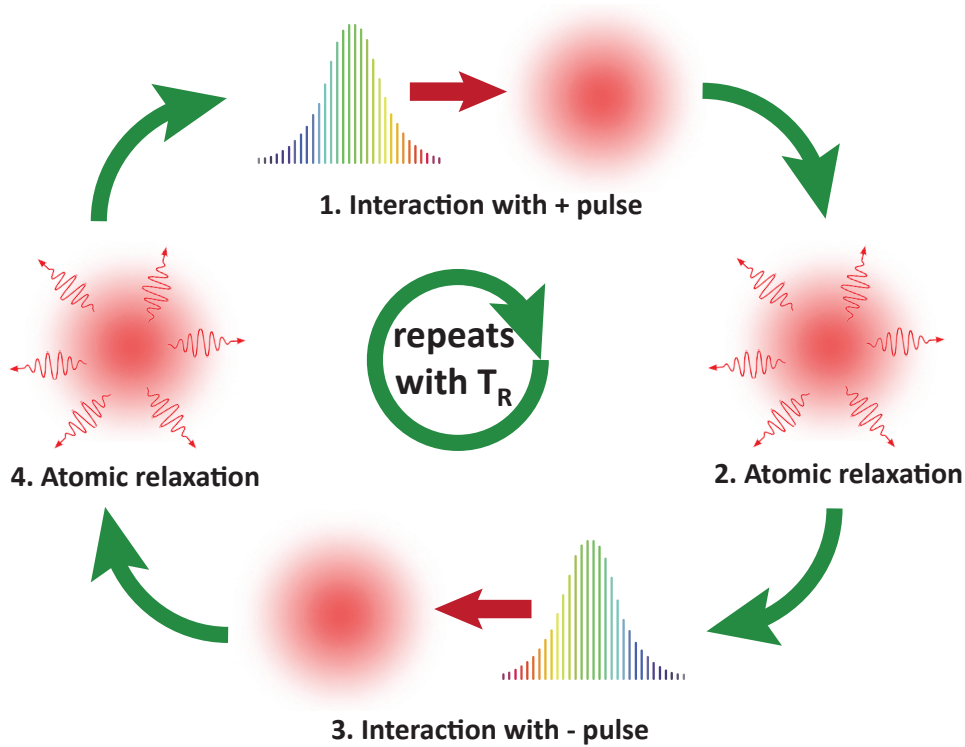 1. Interaction with + pulse
repeats
with T_R
4. Atomic relaxation
2. Atomic relaxation
3. Interaction with - pulse